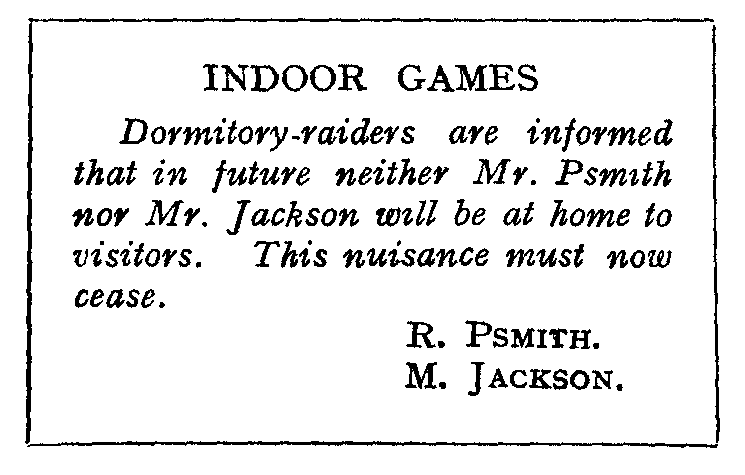 INDOOR GAMES
Dormitory-raiders are informed
that in future neither Mr. Psmith
nor Mr. Jackson will be at home to
visitors. This nuisance must now
cease.
R. PSMITH.
M. JACKSON.